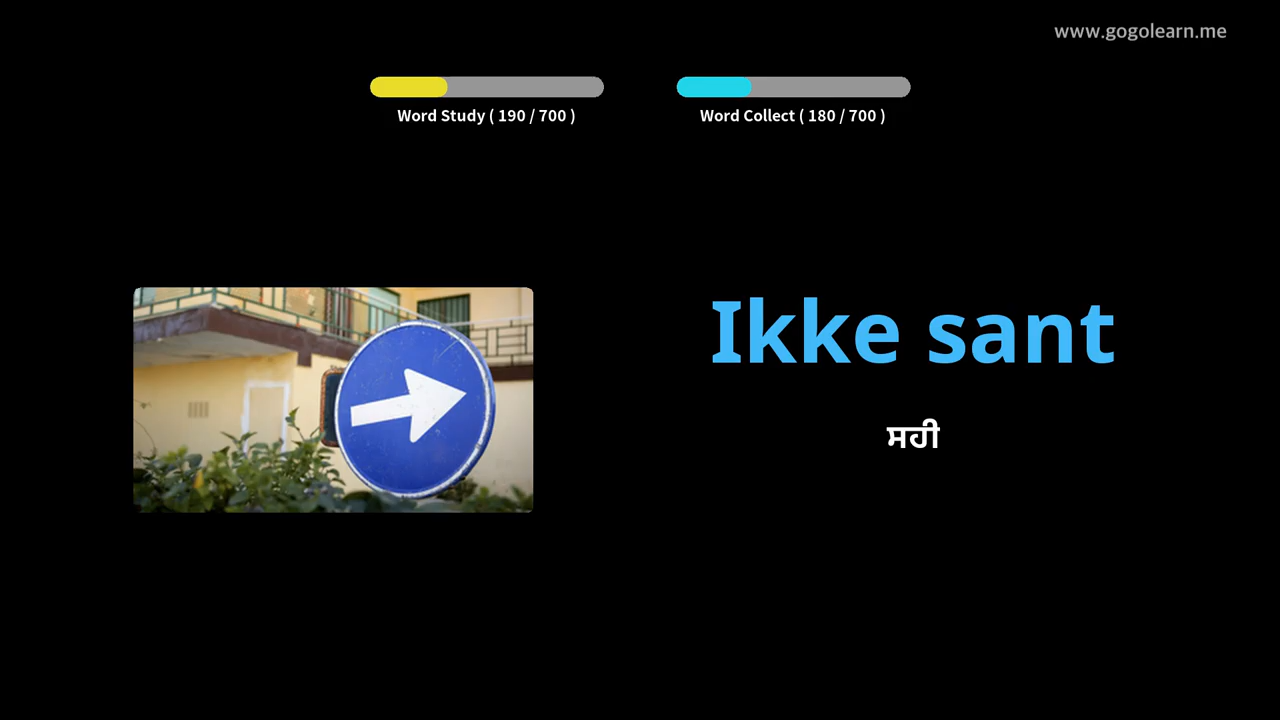 www.gogolearn.me
Word Study ( 190 / 700 )
Word Collect ( 180 / 700 )
Ikke sant
ਸਹੀ